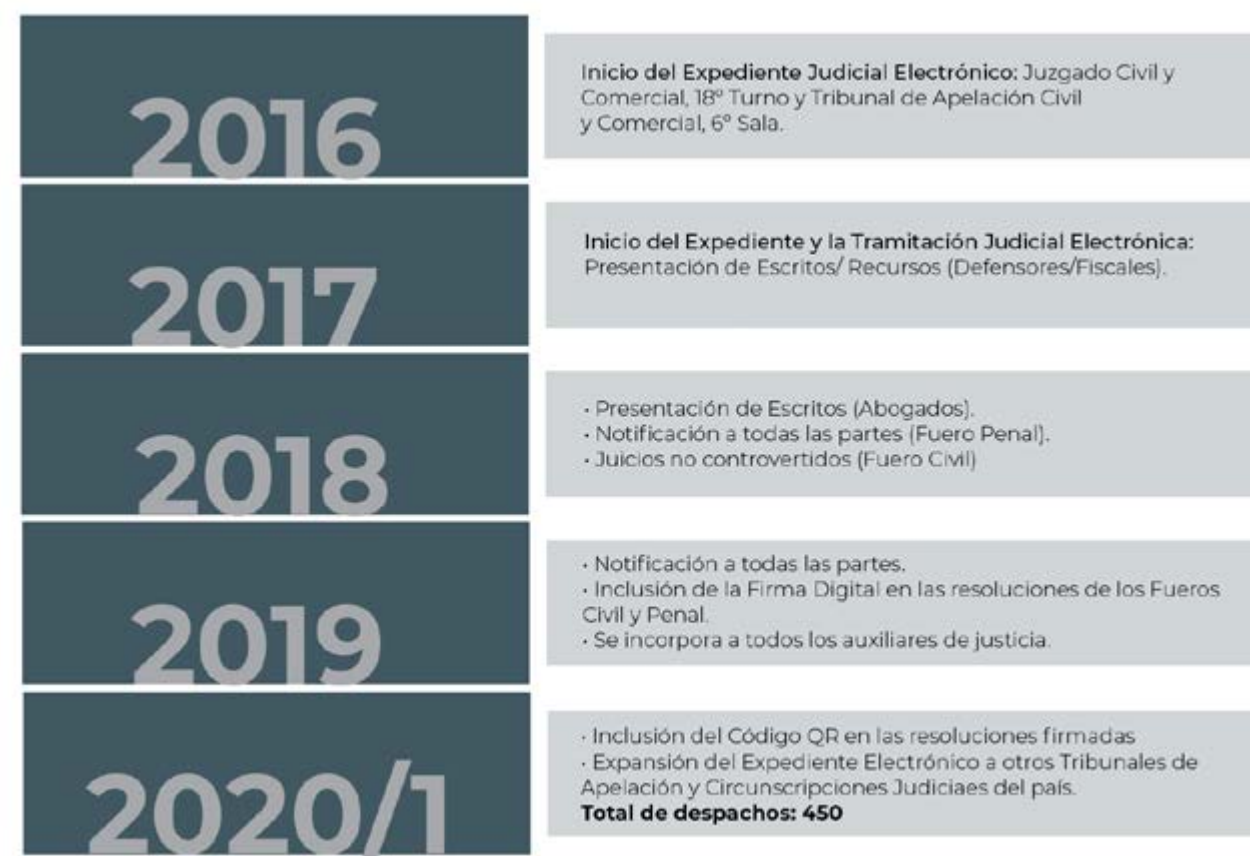 2016
Inicio del Expediente Judicial Electrónico: Juzgado Civil y
Comercial, 18º Turno y Tribunal de Apelación Civil
y Comercial, 6º Sala.
2017
Inicio del Expediente y la Tramitación Judicial Electrónica:
Presentación de Escritos/ Recursos (Defensores/Fiscales).
2018
· Presentación de Escritos (Abogados).
· Notificación a todas las partes (Fuero Penal).
· Juicios no controvertidos (Fuero Civil)
2019
· Notificación a todas las partes.
· Inclusión de la Firma Digital en las resoluciones de los Fueros
Civil y Penal.
· Se incorpora a todos los auxiliares de justicia.
2020/1
· Inclusión del Código QR en las resoluciones firmadas
· Expansión del Expediente Electrónico a otros Tribunales de
Apelación y Circunscripciones Judiciaes del país.
Total de despachos: 450